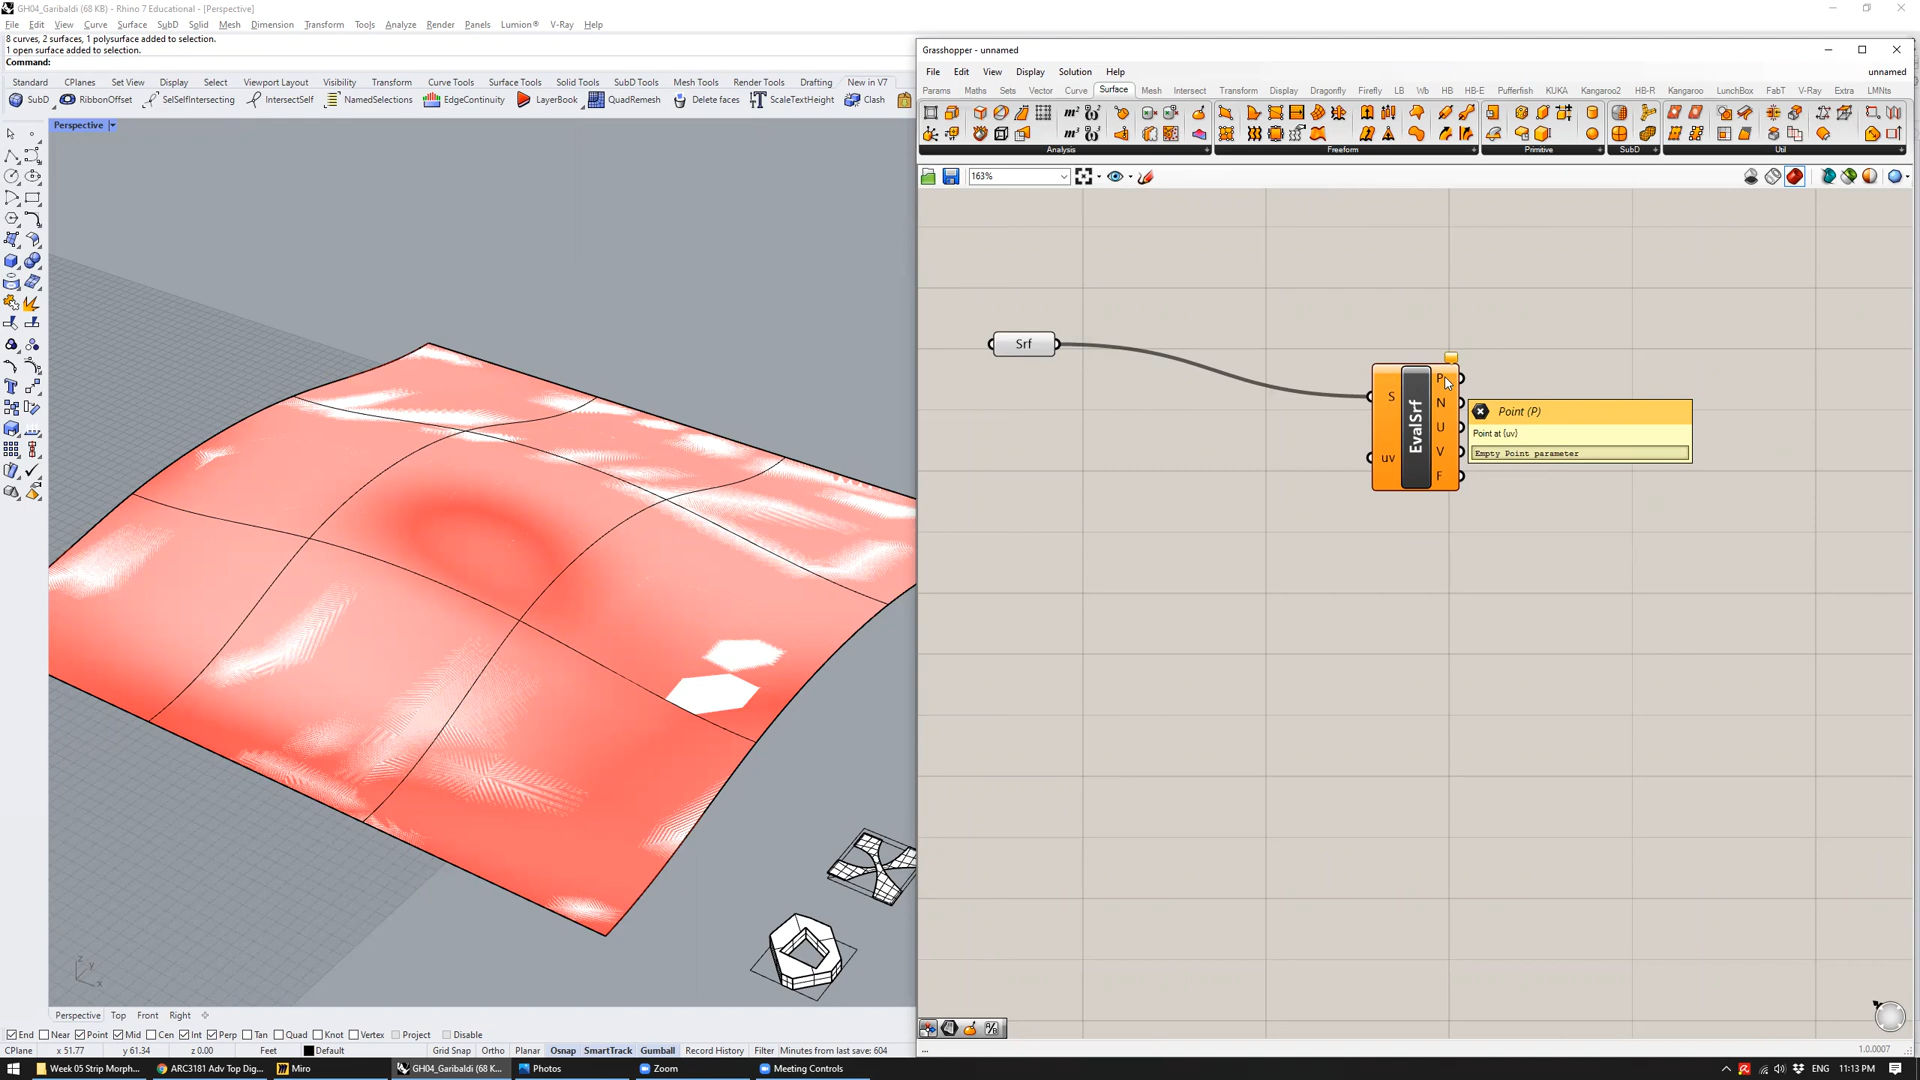 GH04_Garibaldi (68 KB) - Rhino 7 Educational - [Perspective]
File Edit View Curve Surface SubD Solid Mesh Dimension Transform Tools Analyze Render Panels Lumion® V-Ray Help
8 curves, 2 surfaces, 1 polysurface added to selection.
1 open surface added to selection.
Command:
Standard CPlanes Set View Display Select Viewport Layout Visibility Transform Curve Tools Surface Tools Solid Tools SubD Tools Mesh Tools Render Tools Drafting New in V7
SubD RibbonOffset SelSelfIntersecting IntersectSelf NamedSelections EdgeContinuity LayerBook QuadRemesh Delete faces ScaleTextHeight Clash
Perspective
Grasshopper - unnamed
File Edit View Display Solution Help unnamed
Params Maths Sets Vector Curve Surface Mesh Intersect Transform Display Dragonfly LB Wb HB HB-E Pufferfish KUKA Kangaroo2 HB-R LunchBox Kangaroo FabT V-Ray Extra Firefly LMNts
Analysis Freeform Primitive SubD Util
163%
Srf
S
uv
EvalSrf
P
N
U
V
F
Point (P)
Point at {uv}
Empty Point parameter
z
y
x
Perspective Top Front Right
End Near Point Mid Cen Int Perp Tan Quad Knot Vertex Project Disable
CPlane x 51.77 y 61.34 z 0.00 Feet Default Grid Snap Ortho Planar Osnap SmartTrack Gumball Record History Filter Minutes from last save: 604
... 1.0.0007
Week 05 Strip Morph... ARC3181 Adv Top Dig... Miro GH04_Garibaldi (68 K... Photos Zoom Meeting Controls ENG 11:13 PM